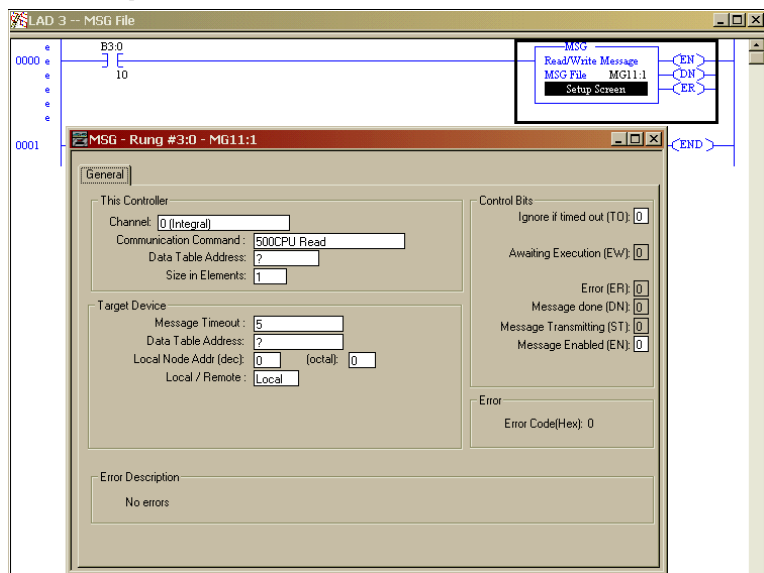 LAD 3 -- MSG File
e
0000 e
e
e
e
e
B3:0
10
MSG
Read/Write Message
MSG File MG11:1
Setup Screen
EN
DN
ER
0001
END
MSG - Rung #3:0 - MG11:1
General
This Controller
Channel: 0 (Integral)
Communication Command : 500CPU Read
Data Table Address: ?
Size in Elements: 1
Target Device
Message Timeout : 5
Data Table Address: ?
Local Node Addr (dec): 0 (octal): 0
Local / Remote : Local
Control Bits
Ignore if timed out (TO): 0
Awaiting Execution (EW): 0
Error (ER): 0
Message done (DN): 0
Message Transmitting (ST): 0
Message Enabled (EN): 0
Error
Error Code(Hex): 0
Error Description
No errors